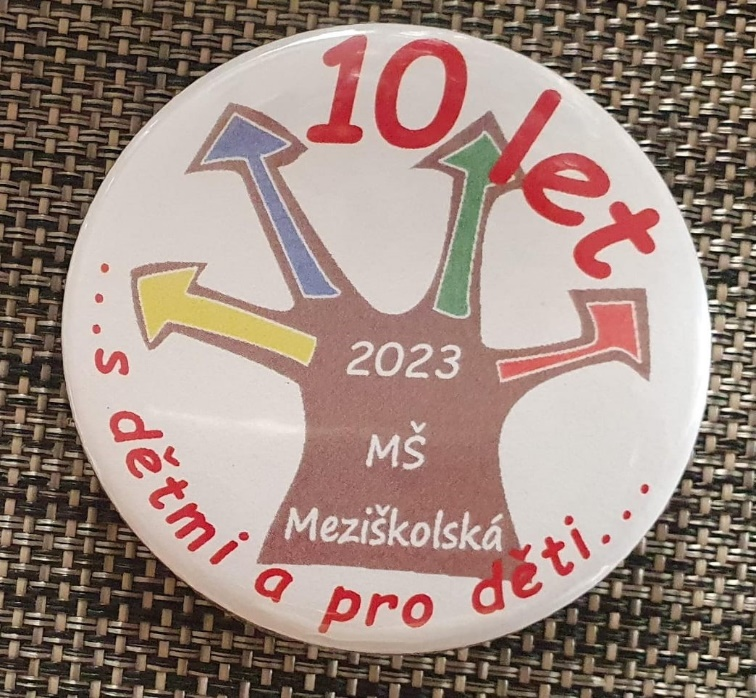 10 let
2023
MŠ
Meziškolská
...s dětmi a pro děti...